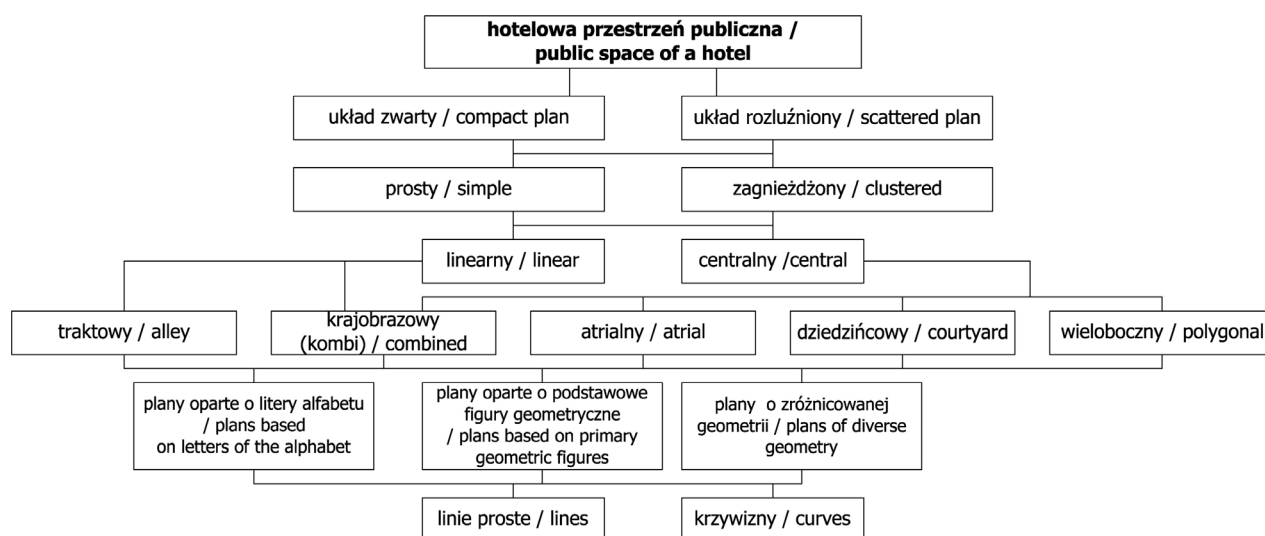 hotelowa przestrzeń publiczna /
public space of a hotel
układ zwarty / compact plan
układ rozluźniony / scattered plan
prosty / simple
zagnieżdżony / clustered
linearny / linear
centralny /central
traktowy / alley
krajobrazowy
(kombi) / combined
atrialny / atrial
dziedzińcowy / courtyard
wieloboczny / polygonal
plany oparte o litery alfabetu
/ plans based
on letters of the alphabet
plany oparte o podstawowe
figury geometryczne
/ plans based on primary
geometric figures
plany o zróżnicowanej
geometrii / plans of diverse
geometry
linie proste / lines
krzywizny / curves